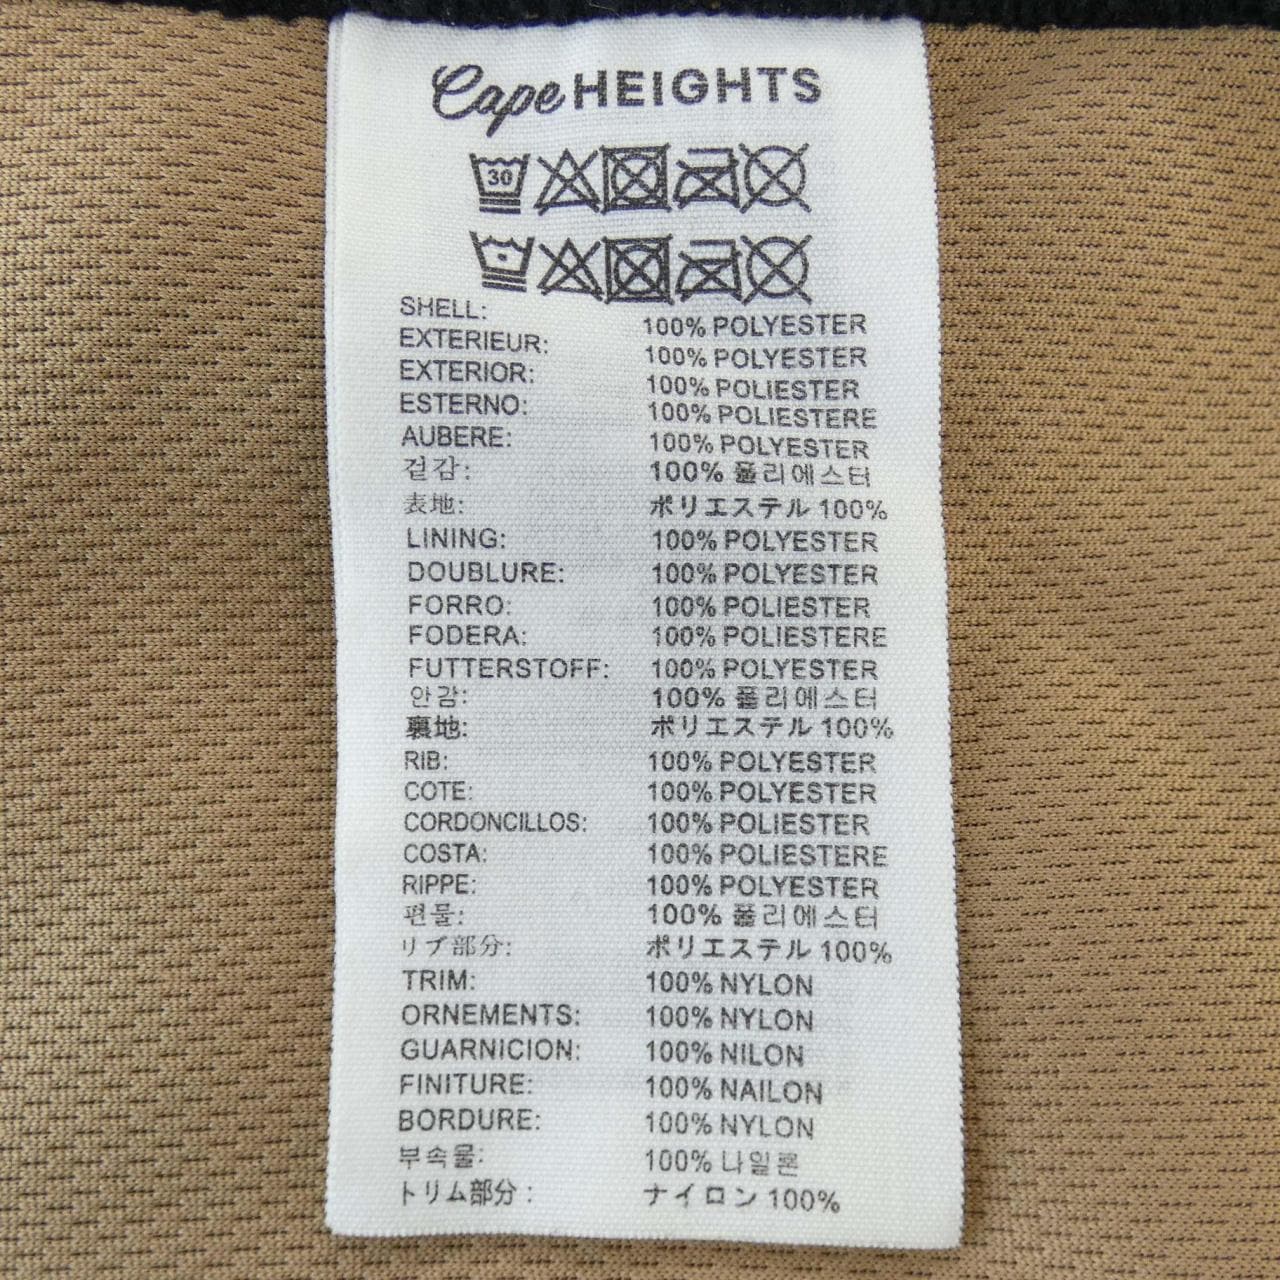 Cape HEIGHTS
30
SHELL: 100% POLYESTER
EXTERIEUR: 100% POLYESTER
EXTERIOR: 100% POLIESTER
ESTERNO: 100% POLIESTERE
AUBERE: 100% POLYESTER
겉감: 100% 폴리에스터
表地: ポリエステル 100%
LINING: 100% POLYESTER
DOUBLURE: 100% POLYESTER
FORRO: 100% POLIESTER
FODERA: 100% POLIESTERE
FUTTERSTOFF: 100% POLYESTER
안감: 100% 폴리에스터
裏地: ポリエステル 100%
RIB: 100% POLYESTER
COTE: 100% POLYESTER
CORDONCILLOS: 100% POLIESTER
COSTA: 100% POLIESTERE
RIPPE: 100% POLYESTER
편물: 100% 폴리에스터
リブ部分: ポリエステル 100%
TRIM: 100% NYLON
ORNEMENTS: 100% NYLON
GUARNICION: 100% NILON
FINITURE: 100% NAILON
BORDURE: 100% NYLON
부속물: 100% 나일론
トリム部分: ナイロン 100%